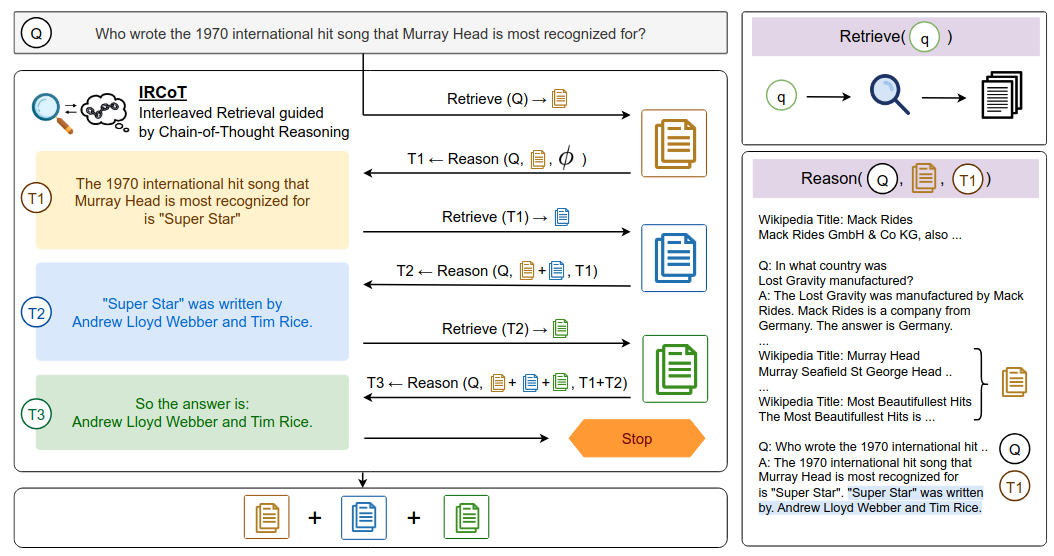 Q
Who wrote the 1970 international hit song that Murray Head is most recognized for?
IRCoT
Interleaved Retrieval guided
by Chain-of-Thought Reasoning
T1
The 1970 international hit song that
Murray Head is most recognized for
is "Super Star"
T2
"Super Star" was written by
Andrew Lloyd Webber and Tim Rice.
T3
So the answer is:
Andrew Lloyd Webber and Tim Rice.
Retrieve (Q) →
T1 ← Reason (Q, , ϕ )
Retrieve (T1) →
T2 ← Reason (Q, + , T1)
Retrieve (T2) →
T3 ← Reason (Q, + + , T1+T2)
Stop
+ +
Retrieve( q )
q
Reason( Q , , T1 )
Wikipedia Title: Mack Rides
Mack Rides GmbH & Co KG, also ...
Q: In what country was
Lost Gravity manufactured?
A: The Lost Gravity was manufactured by Mack
Rides. Mack Rides is a company from
Germany. The answer is Germany.
...
Wikipedia Title: Murray Head
Murray Seafield St George Head ..
...
Wikipedia Title: Most Beautifullest Hits
The Most Beautifullest Hits is ...
Q: Who wrote the 1970 international hit ..
Q
A: The 1970 international hit song that
Murray Head is most recognized for
is "Super Star". "Super Star" was written
by. Andrew Lloyd Webber and Tim Rice.
T1